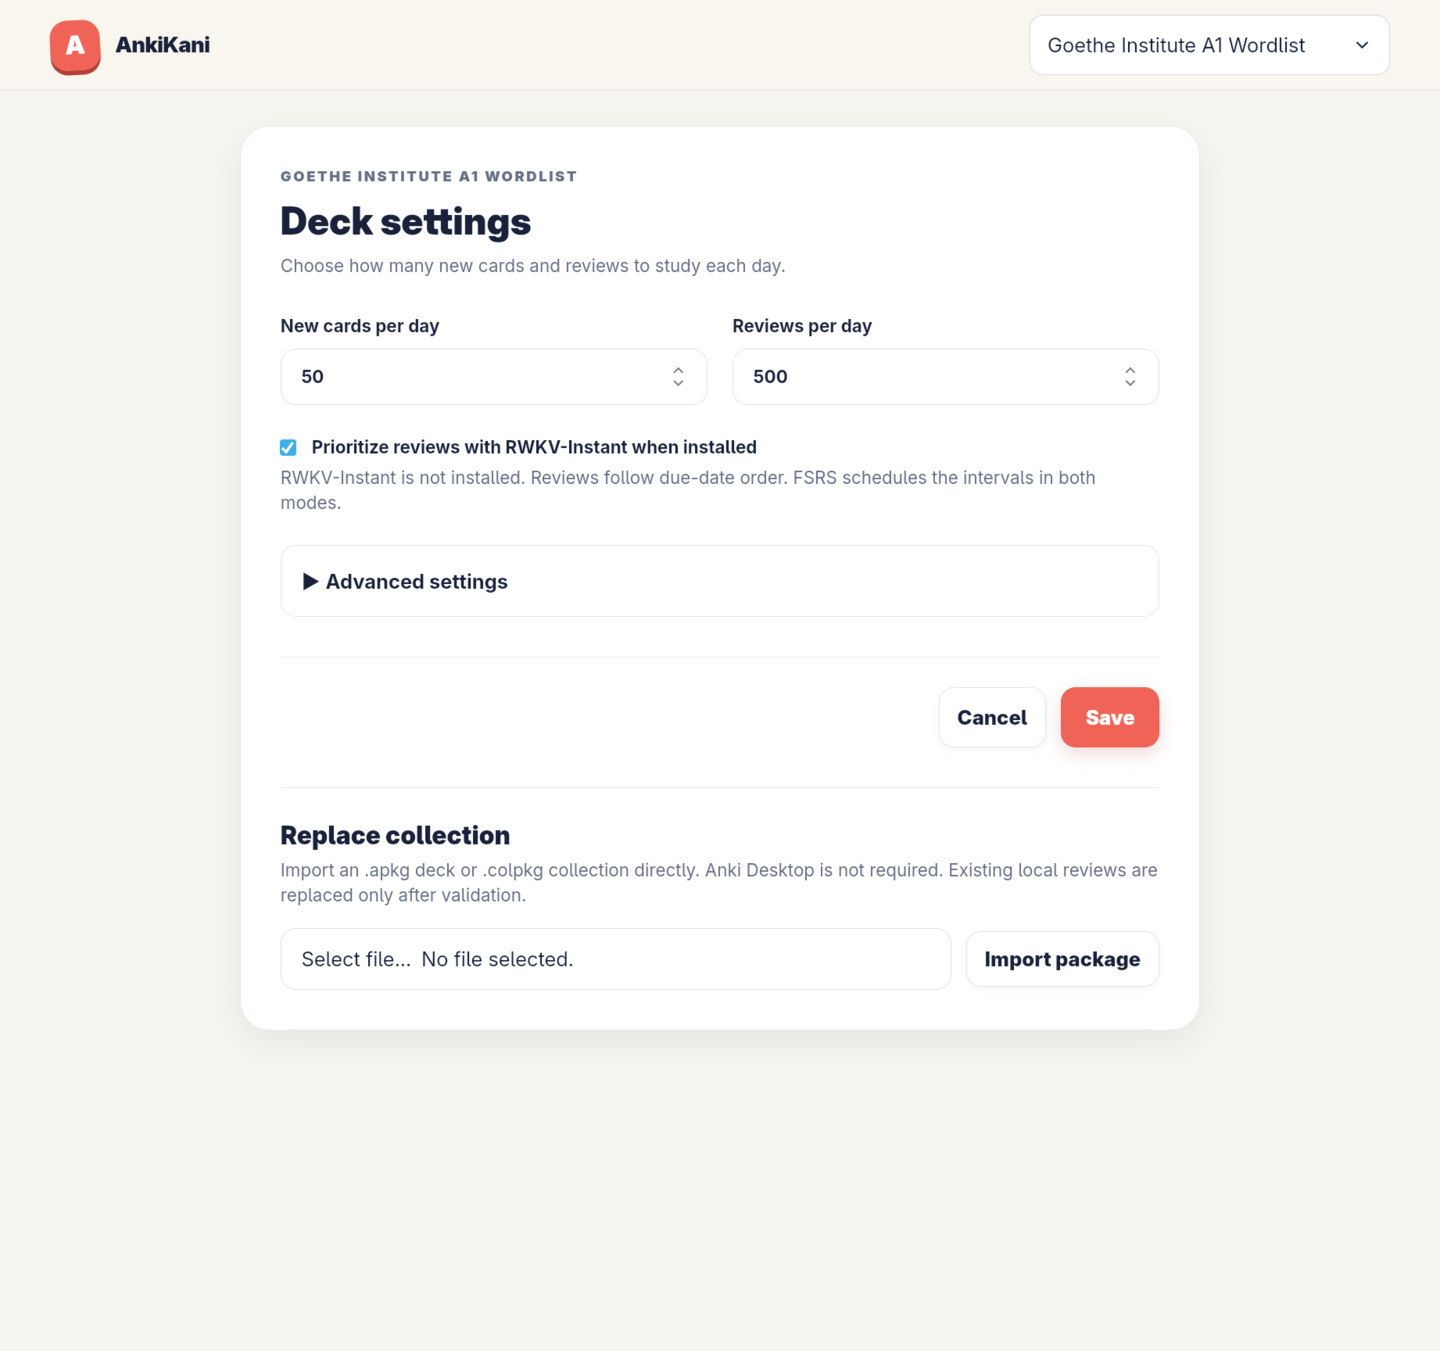 A AnkiKani
Goethe Institute A1 Wordlist
GOETHE INSTITUTE A1 WORDLIST
Deck settings
Choose how many new cards and reviews to study each day.
New cards per day
50
Reviews per day
500
Prioritize reviews with RWKV-Instant when installed
RWKV-Instant is not installed. Reviews follow due-date order. FSRS schedules the intervals in both
modes.
Advanced settings
Cancel
Save
Replace collection
Import an .apkg deck or .colpkg collection directly. Anki Desktop is not required. Existing local reviews are
replaced only after validation.
Select file... No file selected.
Import package